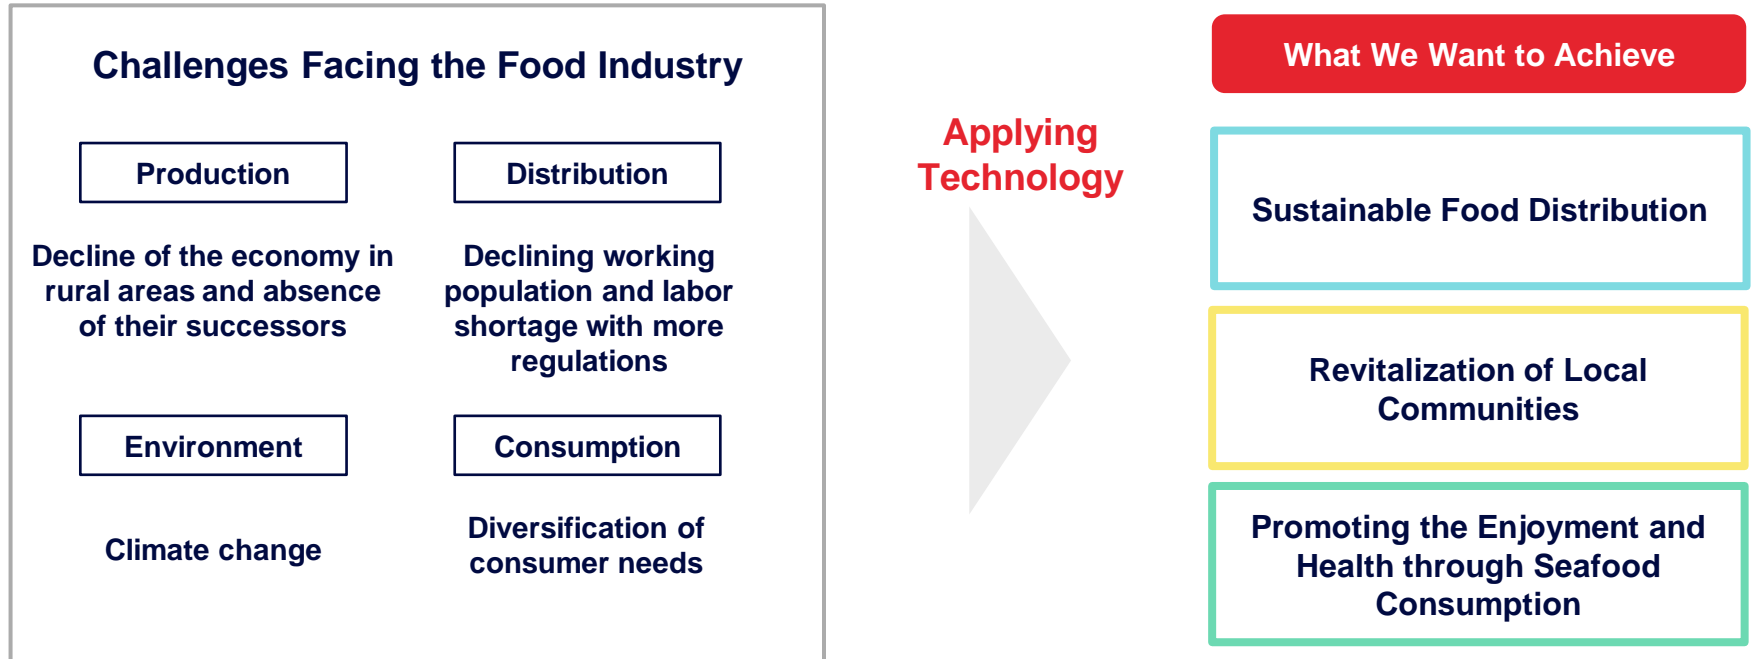 Challenges Facing the Food Industry
Production
Decline of the economy in
rural areas and absence
of their successors
Distribution
Declining working
population and labor
shortage with more
regulations
Environment
Climate change
Consumption
Diversification of
consumer needs
Applying
Technology
What We Want to Achieve
Sustainable Food Distribution
Revitalization of Local
Communities
Promoting the Enjoyment and
Health through Seafood
Consumption